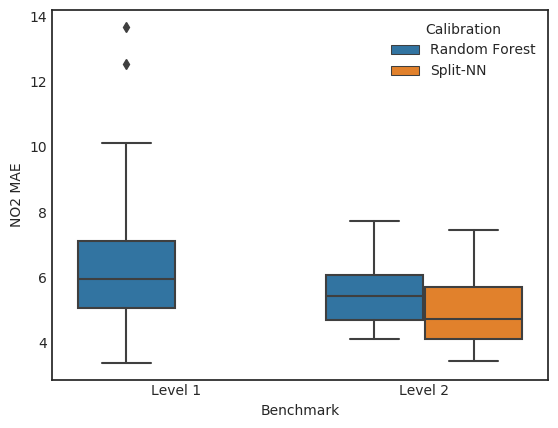 14
12
10
8
6
4
NO2 MAE
Calibration
Random Forest
Split-NN
Level 1
Level 2
Benchmark